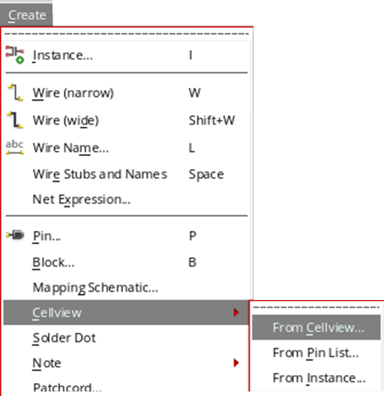 Create
Instance... I
Wire (narrow) W
Wire (wide) Shift+W
abc Wire Name... L
Wire Stubs and Names Space
Net Expression...
Pin... P
Block... B
Mapping Schematic...
Cellview
From Cellview...
Solder Dot
From Pin List...
Note
From Instance...
Patchcord...